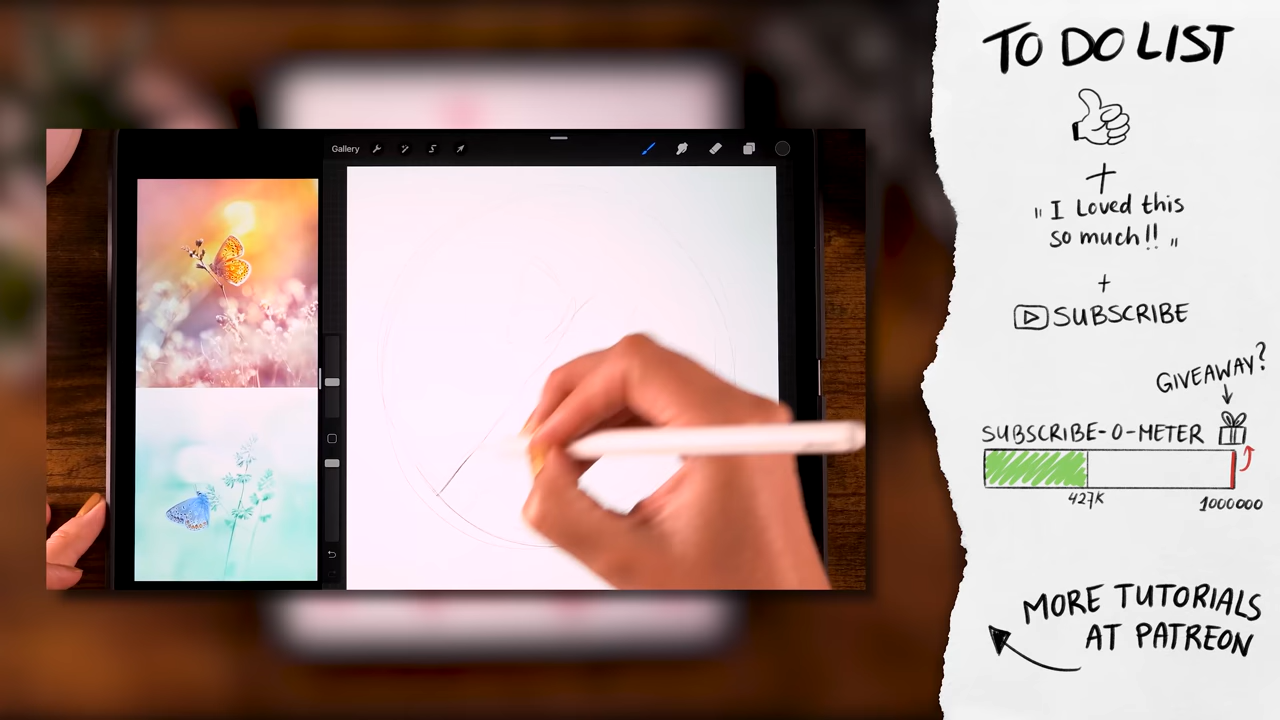 Gallery
TO DO LIST
+
"I Loved this
so much!!"
+
SUBSCRIBE
GIVEAWAY?
SUBSCRIBE-O-METER
427K
1000000
MORE TUTORIALS
AT PATREON